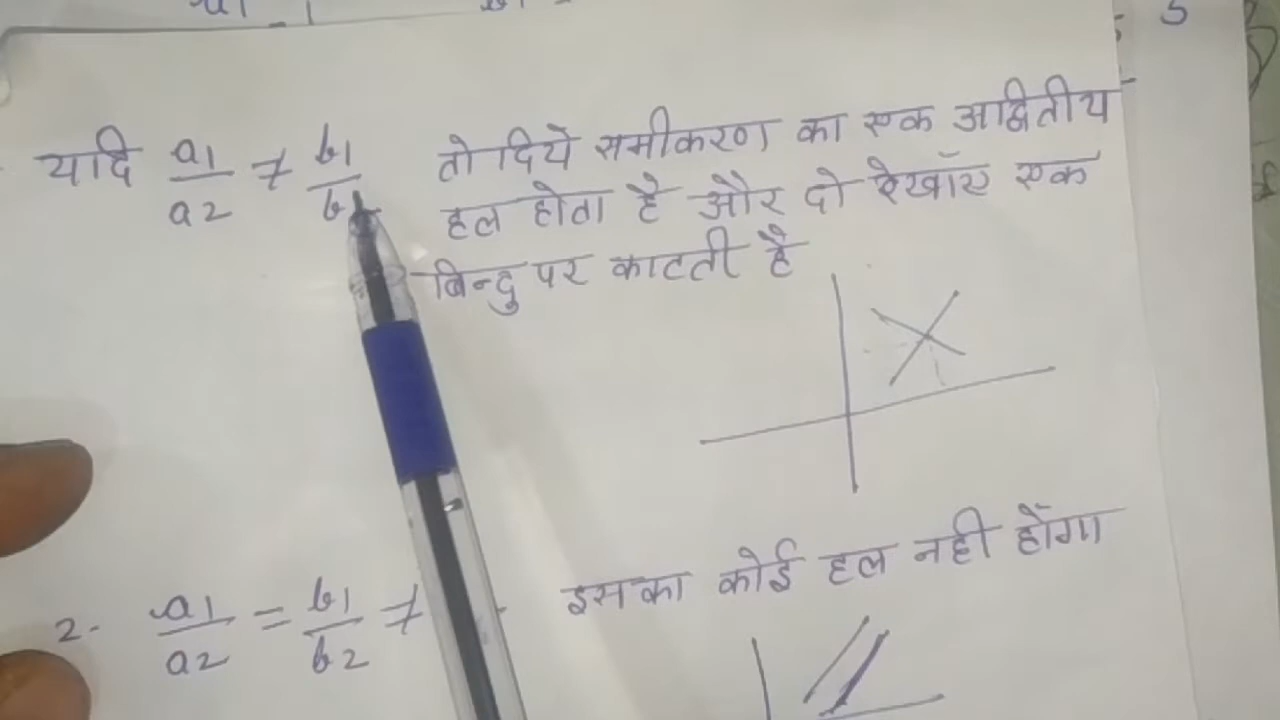 यदि a1/a2 ≠ b1/b2 तो दिये समीकरण का एक अद्वितीय
हल होता है और दो रेखाॅए एक
बिन्दु पर काटती है
2- a1/a2 = b1/b2 ≠ इसका कोई हल नही होंगा